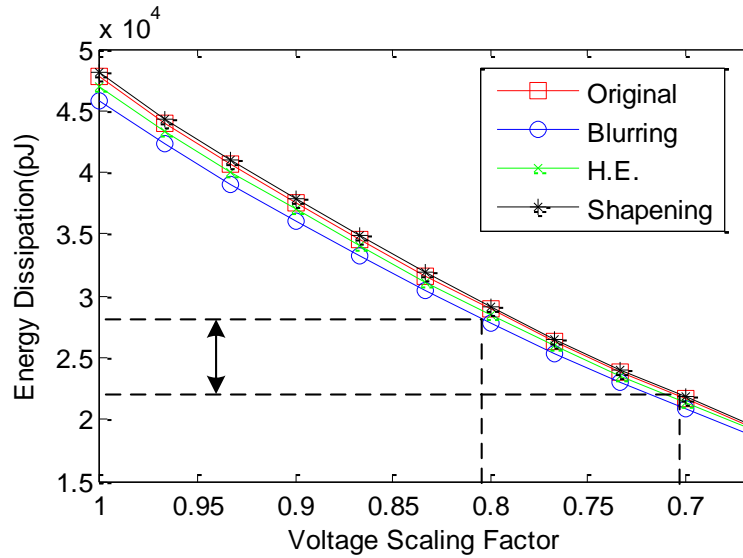 x 10^4
5
4.5
4
3.5
3
2.5
2
1.5
Energy Dissipation(pJ)
Original
Blurring
H.E.
Shapening
1 0.95 0.9 0.85 0.8 0.75 0.7
Voltage Scaling Factor